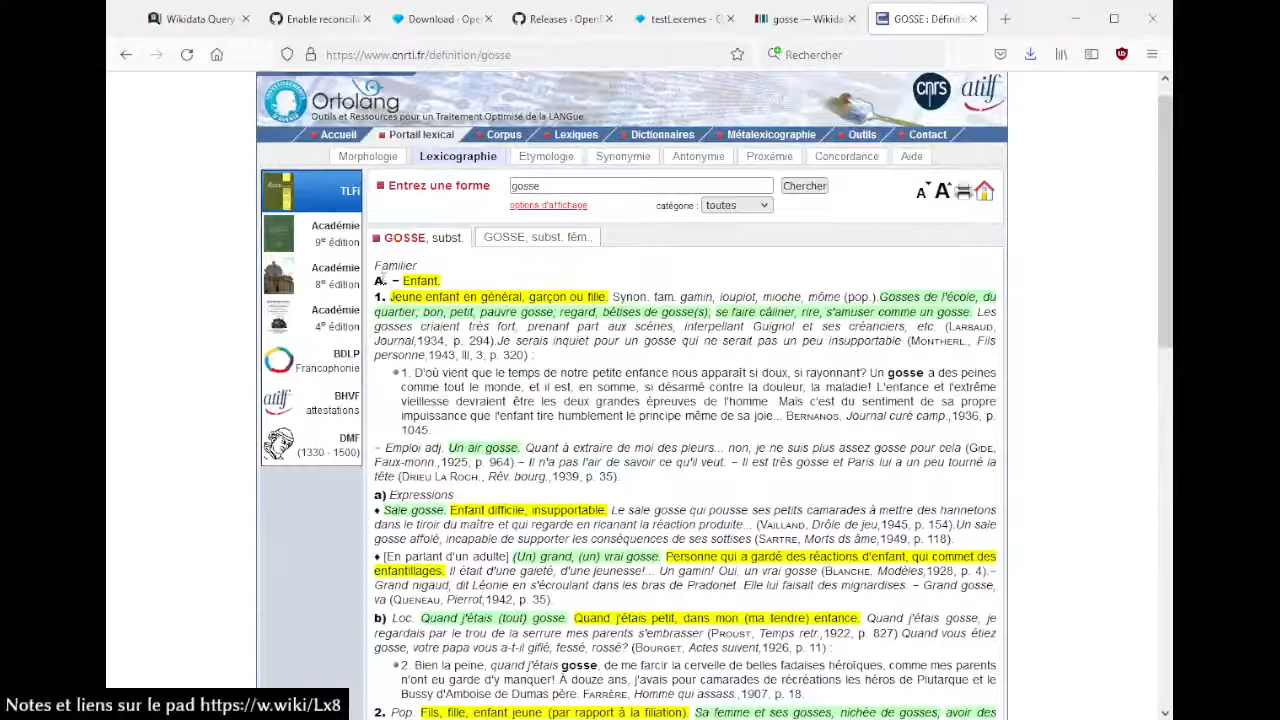 Wikidata Query
Enable reconcili
Download - Ope
Releases - OpenR
testLexemes - C
gosse — Wikida
GOSSE : Définiti
https://www.cnrtl.fr/definition/gosse
Rechercher
Ortolang
Outils et Ressources pour un Traitement Optimisé de la LANGue
cnrs
atilf
Accueil
Portail lexical
Corpus
Lexiques
Dictionnaires
Métalexicographie
Outils
Contact
Morphologie
Lexicographie
Etymologie
Synonymie
Antonymie
Proxémie
Concordance
Aide
TLFi
Académie
9e édition
Académie
8e édition
Académie
4e édition
BDLP
Francophonie
atilf
BHVF
attestations
DMF
(1330 - 1500)
Entrez une forme
gosse
Chercher
options d'affichage
catégorie :
toutes
A
A
GOSSE, subst.
GOSSE, subst. fém.,
Familier
A. − Enfant.
1. Jeune enfant en général, garçon ou fille. Synon. fam. gamin, loupiot, mioche, môme (pop.).Gosses de l'école, du
quartier; bon, petit, pauvre gosse; regard, bêtises de gosse(s); se faire câliner, rire, s'amuser comme un gosse. Les
gosses criaient très fort, prenant part aux scènes, interpellant Guignol et ses créanciers, etc. (LARBAUD,
Journal,1934, p. 294).Je serais inquiet pour un gosse qui ne serait pas un peu insupportable (MONTHERL., Fils
personne,1943, III, 3, p. 320) :
1. D'où vient que le temps de notre petite enfance nous apparaît si doux, si rayonnant? Un gosse a des peines
comme tout le monde, et il est, en somme, si désarmé contre la douleur, la maladie! L'enfance et l'extrême
vieillesse devraient être les deux grandes épreuves de l'homme. Mais c'est du sentiment de sa propre
impuissance que l'enfant tire humblement le principe même de sa joie... BERNANOS, Journal curé camp.,1936, p.
1045.
− Emploi adj. Un air gosse. Quant à extraire de moi des pleurs... non, je ne suis plus assez gosse pour cela (GIDE,
Faux-monn.,1925, p. 964).− Il n'a pas l'air de savoir ce qu'il veut. − Il est très gosse et Paris lui a un peu tourné la
tête (DRIEU LA ROCH., Rêv. bourg.,1939, p. 35).
a) Expressions
♦ Sale gosse. Enfant difficile, insupportable. Le sale gosse qui pousse ses petits camarades à mettre des hannetons
dans le tiroir du maître et qui regarde en ricanant la réaction produite... (VAILLAND, Drôle de jeu,1945, p. 154).Un sale
gosse affolé, incapable de supporter les conséquences de ses sottises (SARTRE, Morts ds âme,1949, p. 118).
♦ [En parlant d'un adulte] (Un) grand, (un) vrai gosse. Personne qui a gardé des réactions d'enfant, qui commet des
enfantillages. Il était d'une gaieté, d'une jeunesse!... Un gamin! Oui, un vrai gosse (BLANCHE, Modèles,1928, p. 4).−
Grand nigaud, dit Léonie en s'écroulant dans les bras de Pradonet. Elle lui faisait des mignardises. − Grand gosse,
va (QUENEAU, Pierrot,1942, p. 35).
b) Loc. Quand j'étais (tout) gosse. Quand j'étais petit, dans mon (ma tendre) enfance. Quand j'étais gosse, je
regardais par le trou de la serrure mes parents s'embrasser (PROUST, Temps retr.,1922, p. 827) Quand vous étiez
gosse, votre papa vous a-t-il giflé, fessé, rossé? (BOURGET, Actes suivent,1926, p. 11) :
2. Bien la peine, quand j'étais gosse, de me farcir la cervelle de belles fadaises héroïques, comme mes parents
n'ont eu garde d'y manquer! À douze ans, j'avais pour camarades de récréations les héros de Plutarque et le
Bussy d'Amboise de Dumas père. FARRÈRE, Homme qui assass.,1907, p. 18.
2. Pop. Fils, fille, enfant jeune (par rapport à la filiation). Sa femme et ses gosses, nichée de gosses; avoir des
Notes et liens sur le pad https://w.wiki/Lx8